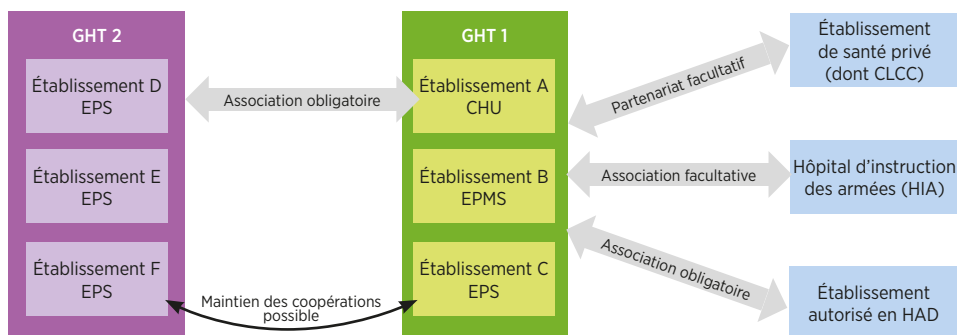 GHT 2
Établissement D
EPS
Établissement E
EPS
Établissement F
EPS
Association obligatoire
Maintien des coopérations
possible
GHT 1
Établissement A
CHU
Établissement B
EPMS
Établissement C
EPS
Partenariat facultatif
Association facultative
Association obligatoire
Établissement
de santé privé
(dont CLCC)
Hôpital d’instruction
des armées (HIA)
Établissement
autorisé en HAD